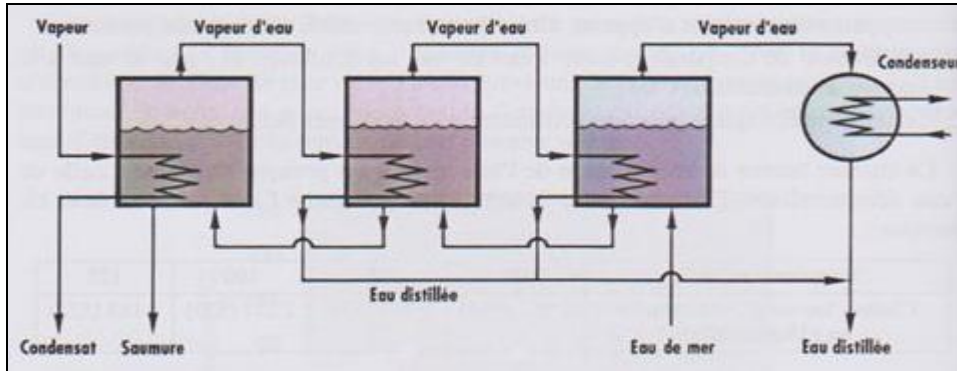 Vapeur
Vapeur d'eau
Vapeur d'eau
Vapeur d'eau
Condenseur
Eau distillée
Condensat
Saumure
Eau de mer
Eau distillée